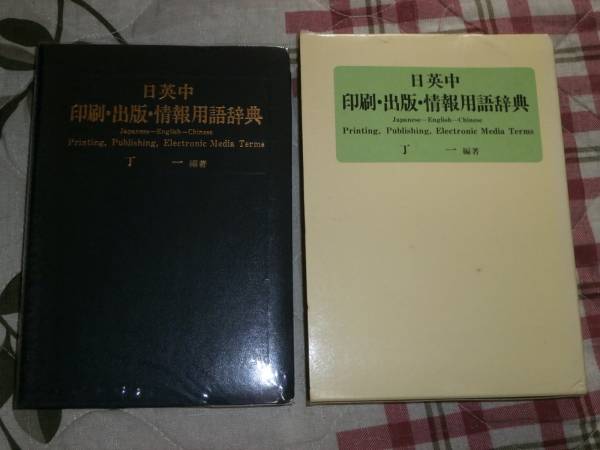 日英中
印刷・出版・情報用語辞典
Japanese—English—Chinese
Printing, Publishing, Electronic Media Terms
丁 一 編著
日英中
印刷・出版・情報用語辞典
Japanese—English—Chinese
Printing, Publishing, Electronic Media Terms
丁 一 編著